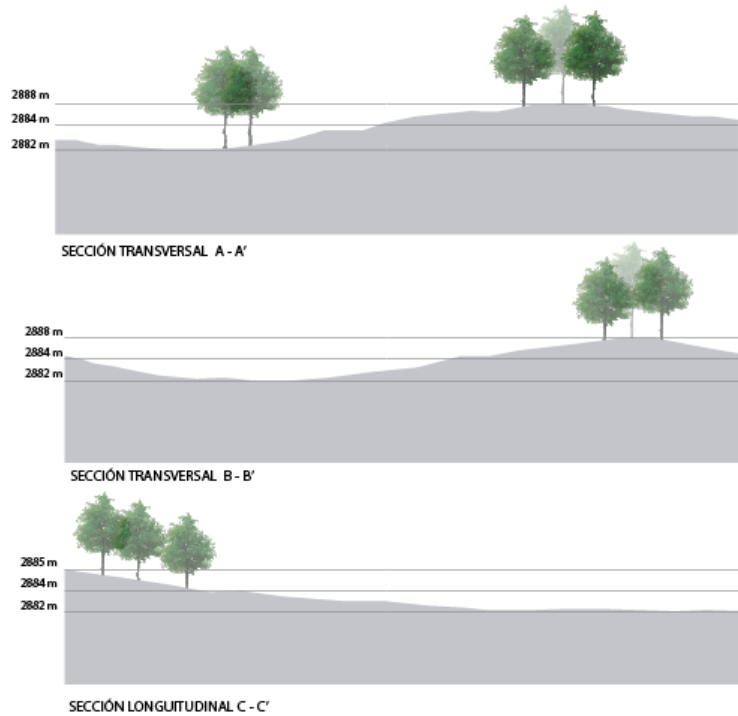 2888 m
2884 m
2882 m
SECCIÓN TRANSVERSAL A - A'
2888 m
2884 m
2882 m
SECCIÓN TRANSVERSAL B - B'
2885 m
2884 m
2882 m
SECCIÓN LONGUITUDINAL C - C'